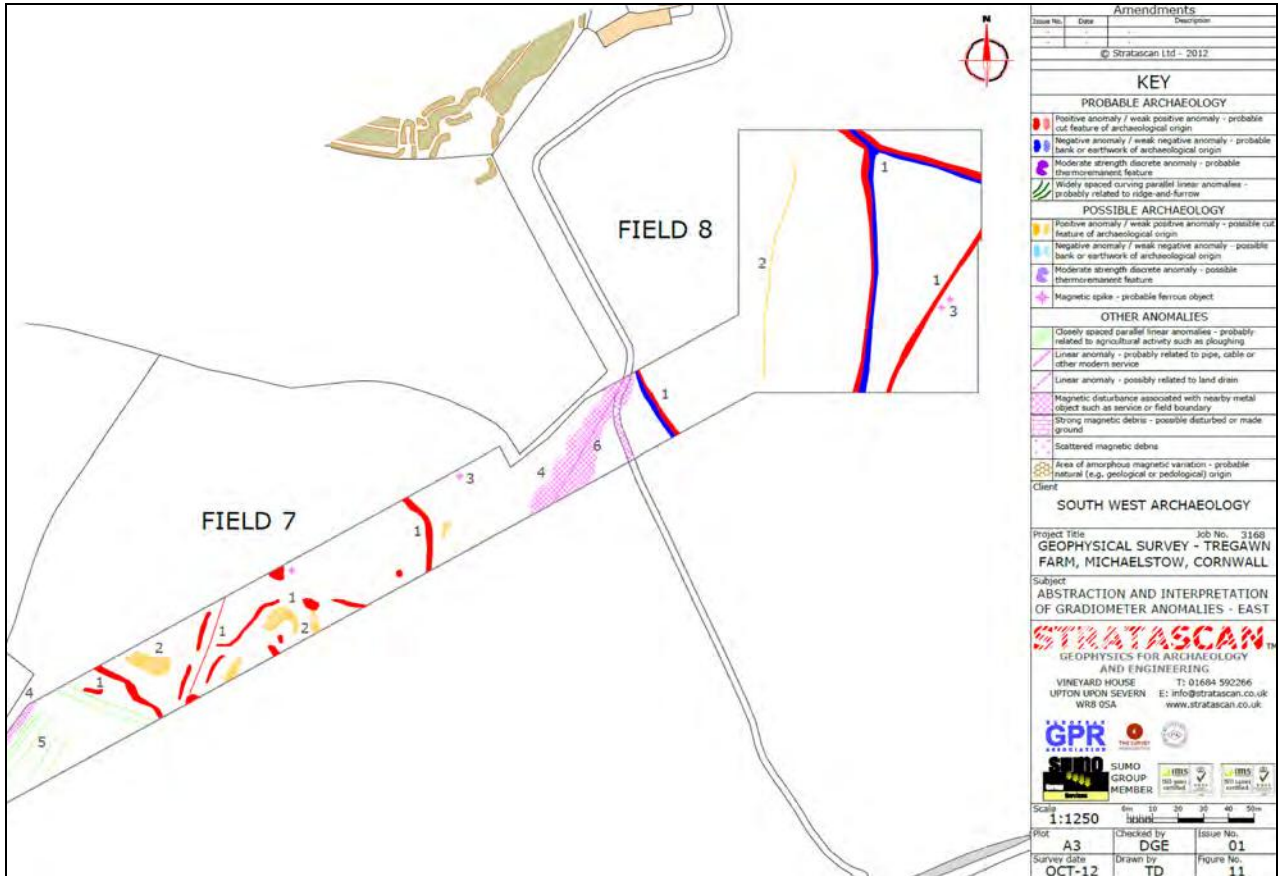 N
FIELD 8
1
2
1
3
1
6
4
3
1
FIELD 7
1
1
2
2
1
4
5
Amendments
Issue No. Date Description
- - -
- - -
© Stratascan Ltd - 2012
KEY
PROBABLE ARCHAEOLOGY
Positive anomaly / weak positive anomaly - probable
cut feature of archaeological origin
Negative anomaly / weak negative anomaly - probable
bank or earthwork of archaeological origin
Moderate strength discrete anomaly - probable
thermoremanent feature
Widely spaced curving parallel linear anomalies -
probably related to ridge-and-furrow
POSSIBLE ARCHAEOLOGY
Positive anomaly / weak positive anomaly - possible cut
feature of archaeological origin
Negative anomaly / weak negative anomaly - possible
bank or earthwork of archaeological origin
Moderate strength discrete anomaly - possible
thermoremanent feature
Magnetic spike - probable ferrous object
OTHER ANOMALIES
Closely spaced parallel linear anomalies - probably
related to agricultural activity such as ploughing
Linear anomaly - probably related to pipe, cable or
other modern service
Linear anomaly - possibly related to land drain
Magnetic disturbance associated with nearby metal
object such as service or field boundary
Strong magnetic debris - possible disturbed or made
ground
Scattered magnetic debris
Area of amorphous magnetic variation - probable
natural (e.g. geological or pedological) origin
Client
SOUTH WEST ARCHAEOLOGY
Project Title Job No. 3168
GEOPHYSICAL SURVEY - TREGAWN
FARM, MICHAELSTOW, CORNWALL
Subject
ABSTRACTION AND INTERPRETATION
OF GRADIOMETER ANOMALIES - EAST
STRATASCAN TM
GEOPHYSICS FOR ARCHAEOLOGY
AND ENGINEERING
VINEYARD HOUSE T: 01684 592266
UPTON UPON SEVERN E: info@stratascan.co.uk
WR8 0SA www.stratascan.co.uk
EUROPEAN
GPR
ASSOCIATION
SUMO
Services
SUMO
GROUP
MEMBER
Scale 0m 10 20 30 40 50m
1:1250
Plot Checked by Issue No.
A3 DGE 01
Survey date Drawn by Figure No.
OCT-12 TD 11